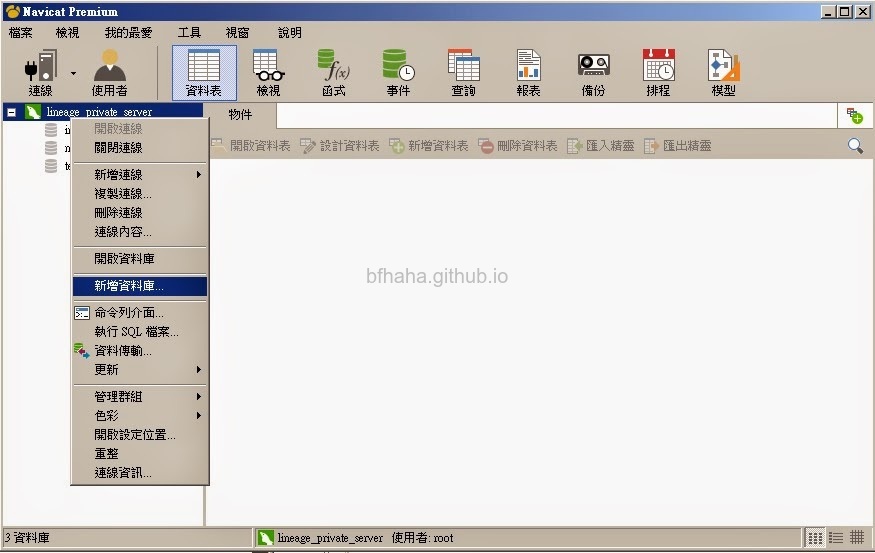 Navicat Premium
檔案 檢視 我的最愛 工具 視窗 說明
連線 使用者 資料表 檢視 函式 事件 查詢 報表 備份 排程 模型
lineage_private_server
物件
開啟資料表 設計資料表 新增資料表 刪除資料表 匯入精靈 匯出精靈
開啟連線
關閉連線
新增連線
複製連線...
刪除連線
連線內容...
開啟資料庫
新增資料庫...
命令列介面...
執行 SQL 檔案...
資料傳輸...
更新
管理群組
色彩
開啟設定位置...
重整
連線資訊...
bfhaha.github.io
3 資料庫 lineage_private_server 使用者: root